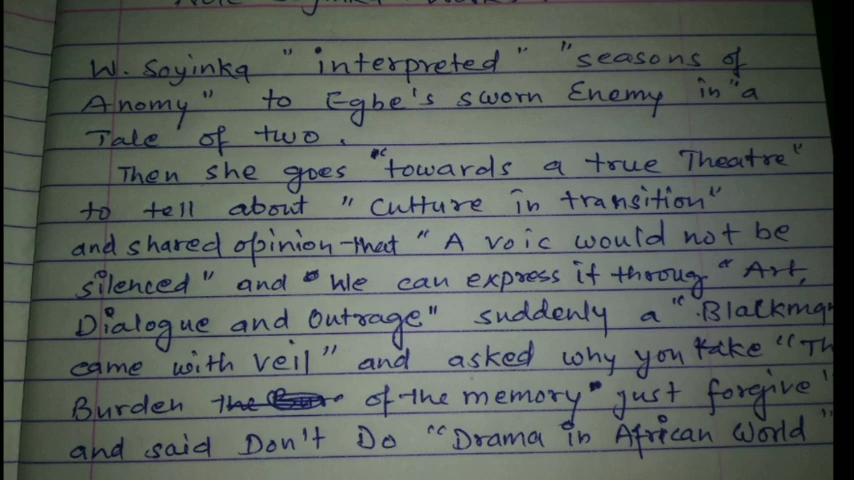 W. Soyinka "interpreted" "seasons of
Anomy" to Egbe's sworn Enemy in "a
Tale of two.
Then she goes "towards a true Theatre"
to tell about "Culture in transition"
and shared opinion that "A voic would not be
silenced" and We can express it throug "Art,
Dialogue and Outrage" suddenly a "Blackman
came with veil" and asked why you take "Th
Burden of the memory" just forgive"
and said Don't Do "Drama in African World"